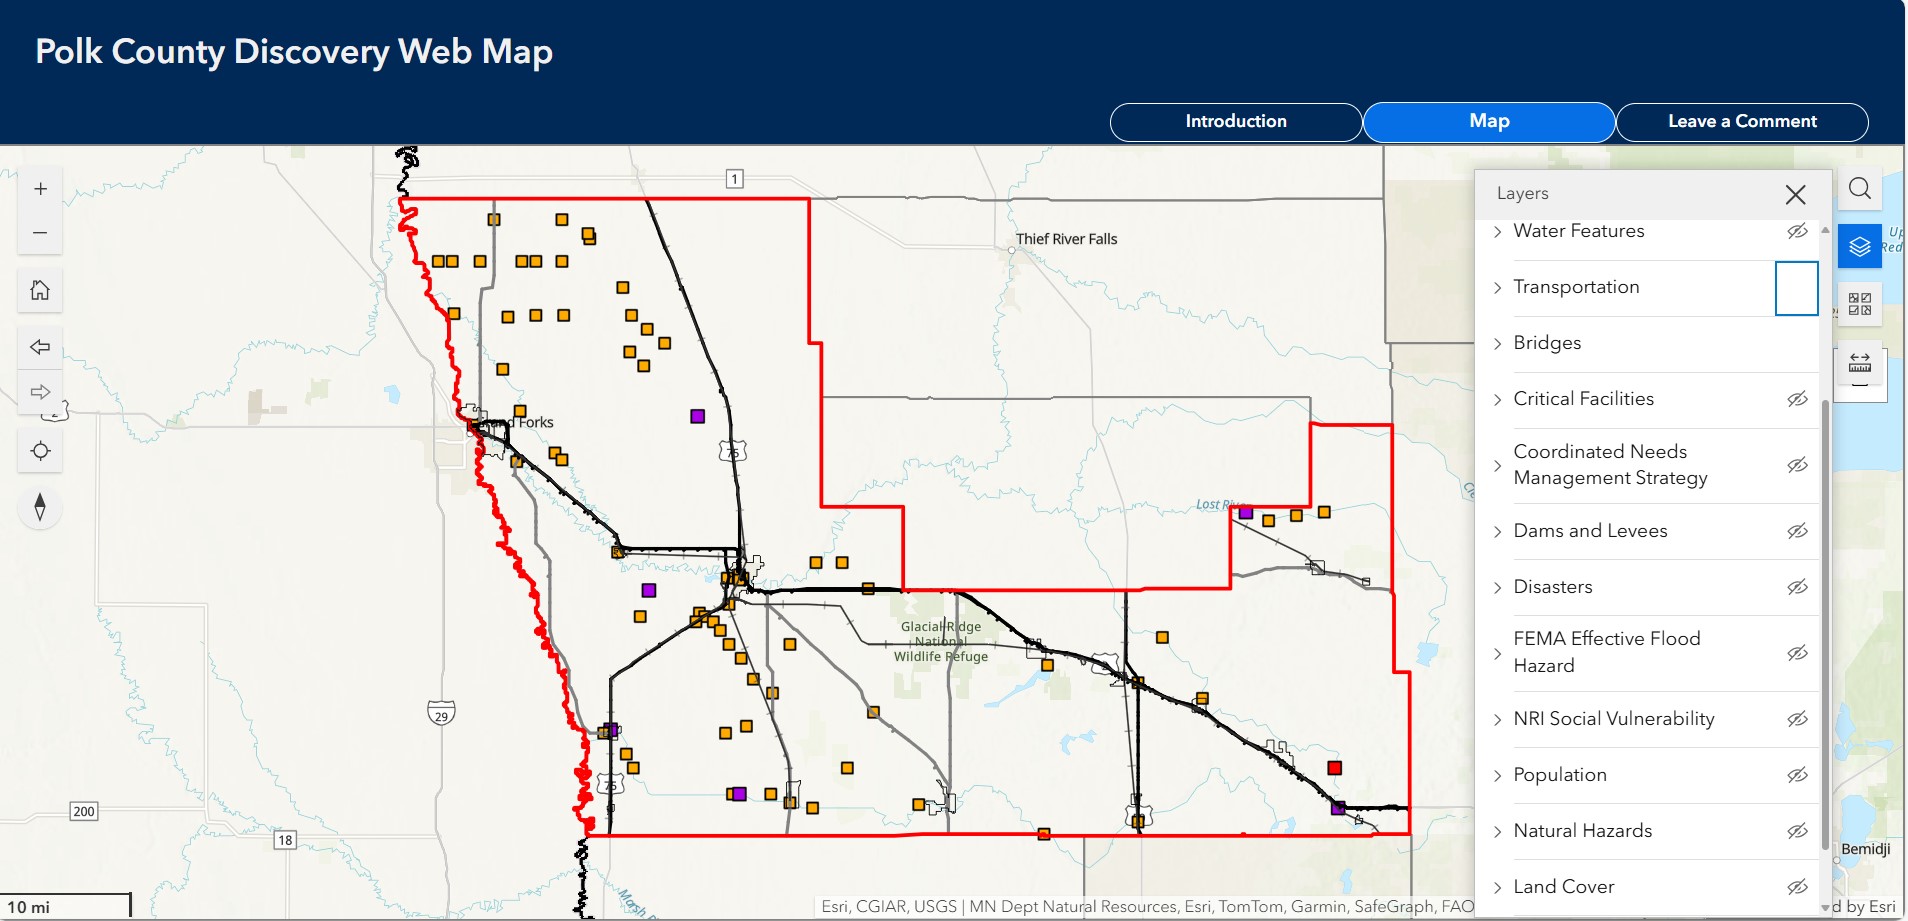 Polk County Discovery Web Map
Introduction
Map
Leave a Comment
1
Thief River Falls
Forks
75
Lost
Glacial Ridge
National
Wildlife Refuge
29
75
200
18
10 mi
Marsh
Bemidji
Layers
Water Features
Transportation
Bridges
Critical Facilities
Coordinated Needs
Management Strategy
Dams and Levees
Disasters
FEMA Effective Flood
Hazard
NRI Social Vulnerability
Population
Natural Hazards
Land Cover
Up
Red
Esri, CGIAR, USGS | MN Dept Natural Resources, Esri, TomTom, Garmin, SafeGraph, FAO
d by Esri